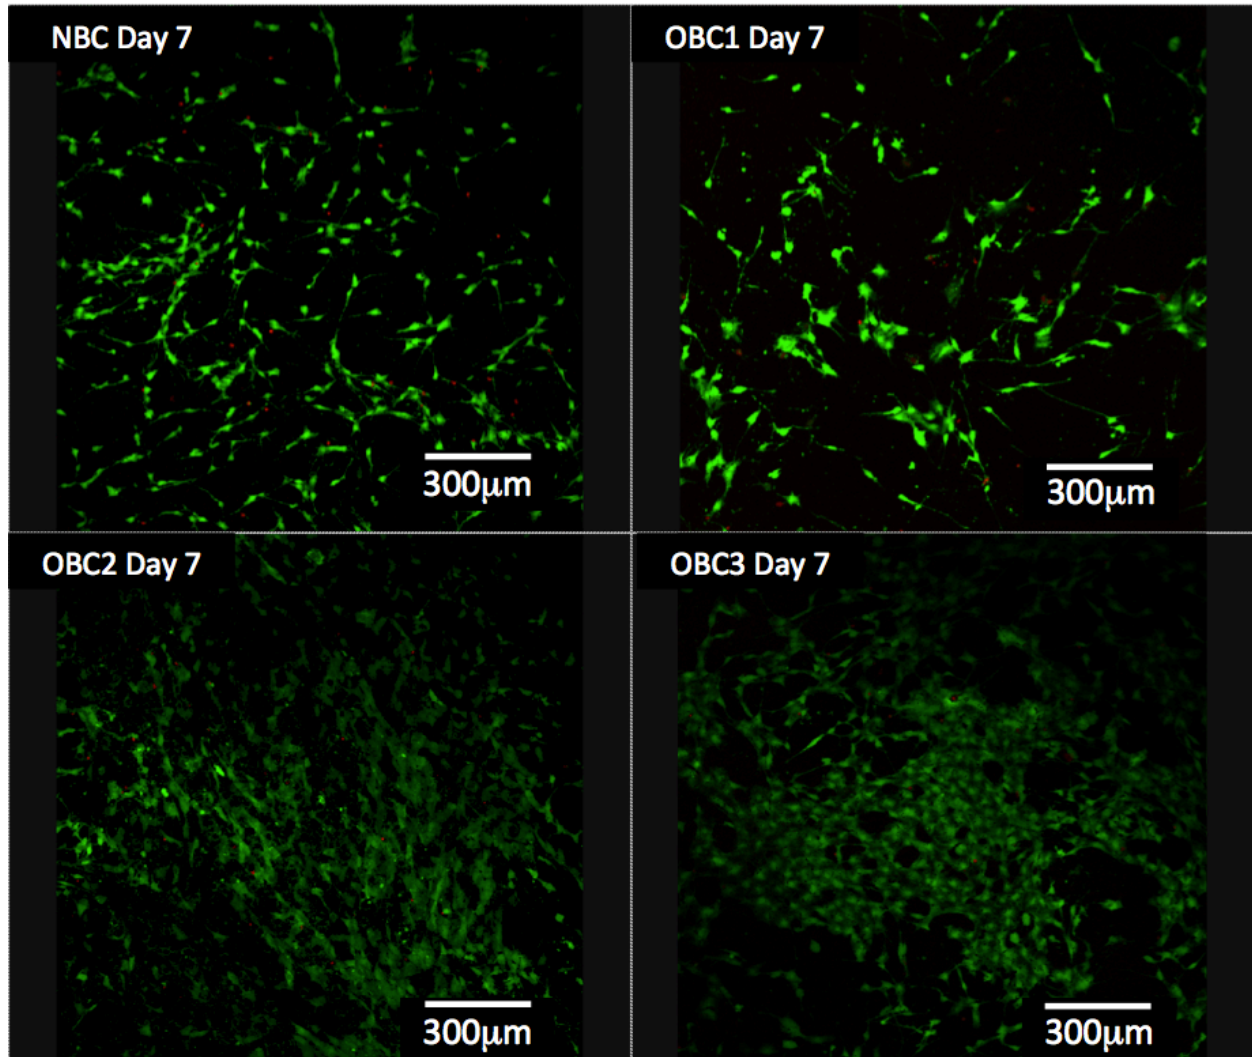 NBC Day 7
OBC1 Day 7
300μm
300μm
OBC2 Day 7
OBC3 Day 7
300μm
300μm